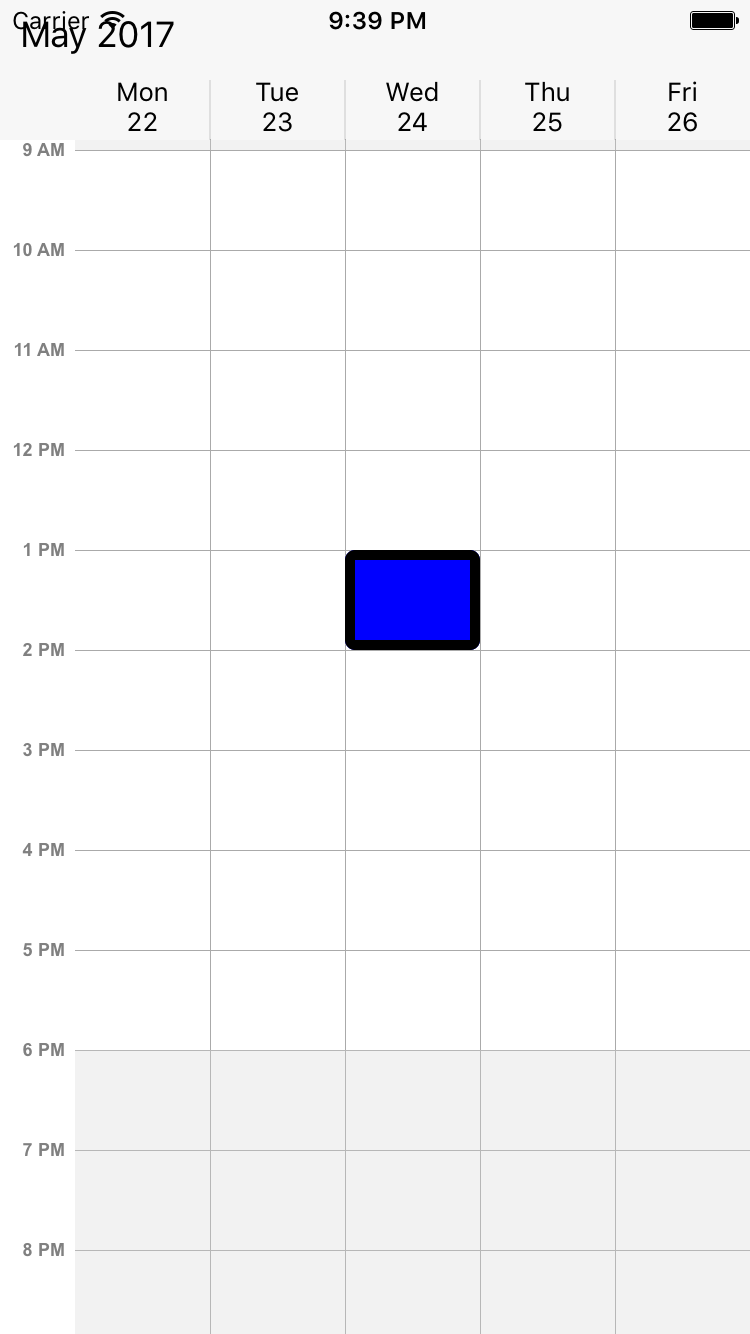 Carrier 9:39 PM
May 2017
Mon Tue Wed Thu Fri
22 23 24 25 26
9 AM
10 AM
11 AM
12 PM
1 PM
2 PM
3 PM
4 PM
5 PM
6 PM
7 PM
8 PM